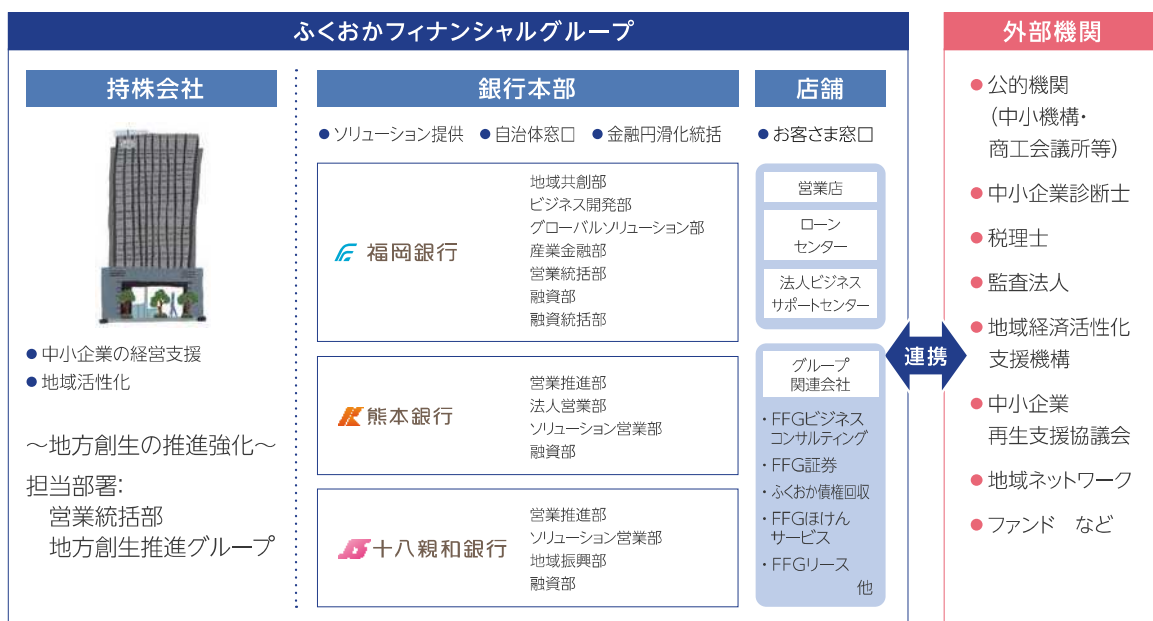 ふくおかフィナンシャルグループ
持株会社
●中小企業の経営支援
●地域活性化
～地方創生の推進強化～
担当部署:
営業統括部
地方創生推進グループ
銀行本部
●ソリューション提供 ●自治体窓口 ●金融円滑化統括
福岡銀行
地域共創部
ビジネス開発部
グローバルソリューション部
産業金融部
営業統括部
融資部
融資統括部
熊本銀行
営業推進部
法人営業部
ソリューション営業部
融資部
十八親和銀行
営業推進部
ソリューション営業部
地域振興部
融資部
店舗
●お客さま窓口
営業店
ローン
センター
法人ビジネス
サポートセンター
グループ
関連会社
・FFGビジネス
コンサルティング
・FFG証券
・ふくおか債権回収
・FFGほけん
サービス
・FFGリース
他
連携
外部機関
●公的機関
（中小機構・
商工会議所等）
●中小企業診断士
●税理士
●監査法人
●地域経済活性化
支援機構
●中小企業
再生支援協議会
●地域ネットワーク
●ファンド　など